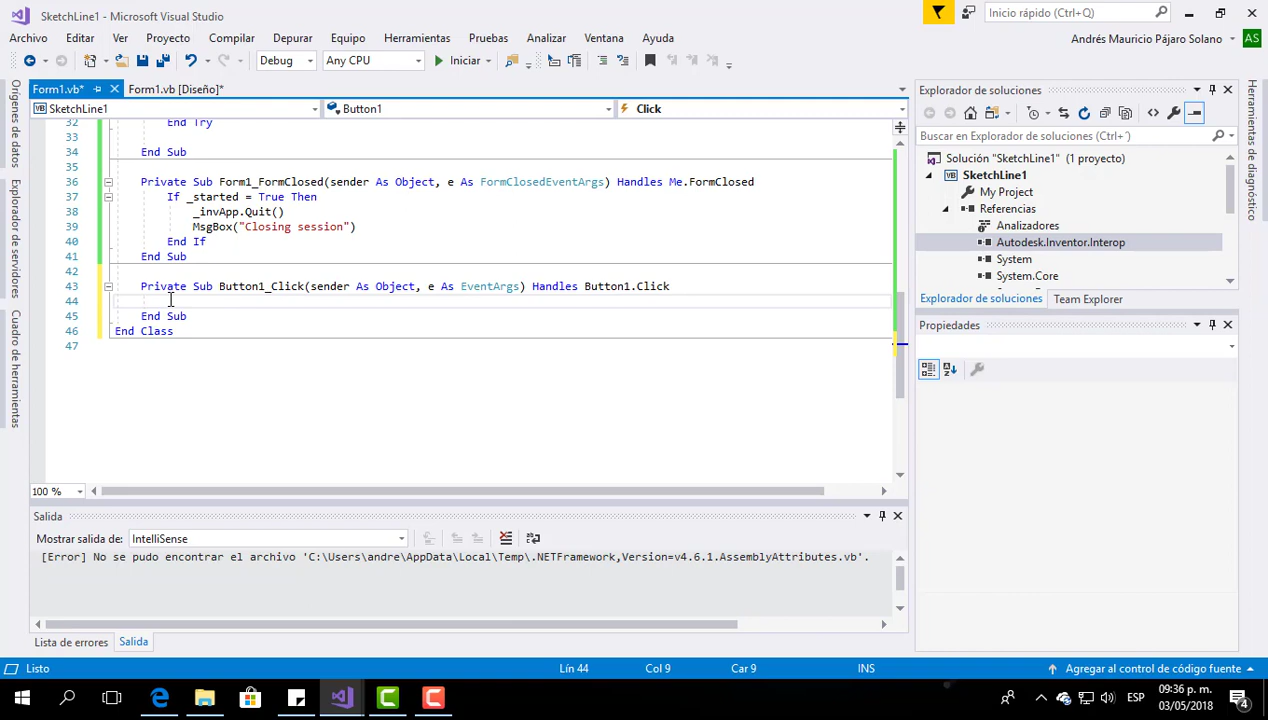 SketchLine1 - Microsoft Visual Studio
Inicio rápido (Ctrl+Q)
Archivo Editar Ver Proyecto Compilar Depurar Equipo Herramientas Pruebas Analizar Ventana Ayuda
Andrés Mauricio Pájaro Solano AS
Debug Any CPU Iniciar
Orígenes de datos
Explorador de servidores
Cuadro de herramientas
Form1.vb* Form1.vb [Diseño]*
SketchLine1 Button1 Click
32 End Try
33
34 End Sub
35
36 Private Sub Form1_FormClosed(sender As Object, e As FormClosedEventArgs) Handles Me.FormClosed
37 If _started = True Then
38 _invApp.Quit()
39 MsgBox("Closing session")
40 End If
41 End Sub
42
43 Private Sub Button1_Click(sender As Object, e As EventArgs) Handles Button1.Click
44
45 End Sub
46 End Class
47
100 %
Salida
Mostrar salida de: IntelliSense
[Error] No se pudo encontrar el archivo 'C:\Users\andre\AppData\Local\Temp\.NETFramework,Version=v4.6.1.AssemblyAttributes.vb'.
Lista de errores Salida
Explorador de soluciones
Buscar en Explorador de soluciones (Ctrl+´)
Solución "SketchLine1" (1 proyecto)
SketchLine1
My Project
Referencias
Analizadores
Autodesk.Inventor.Interop
System
System.Core
Explorador de soluciones Team Explorer
Propiedades
Herramientas de diagnóstico
Listo Lín 44 Col 9 Car 9 INS Agregar al control de código fuente
ESP 09:36 p. m.
03/05/2018 4